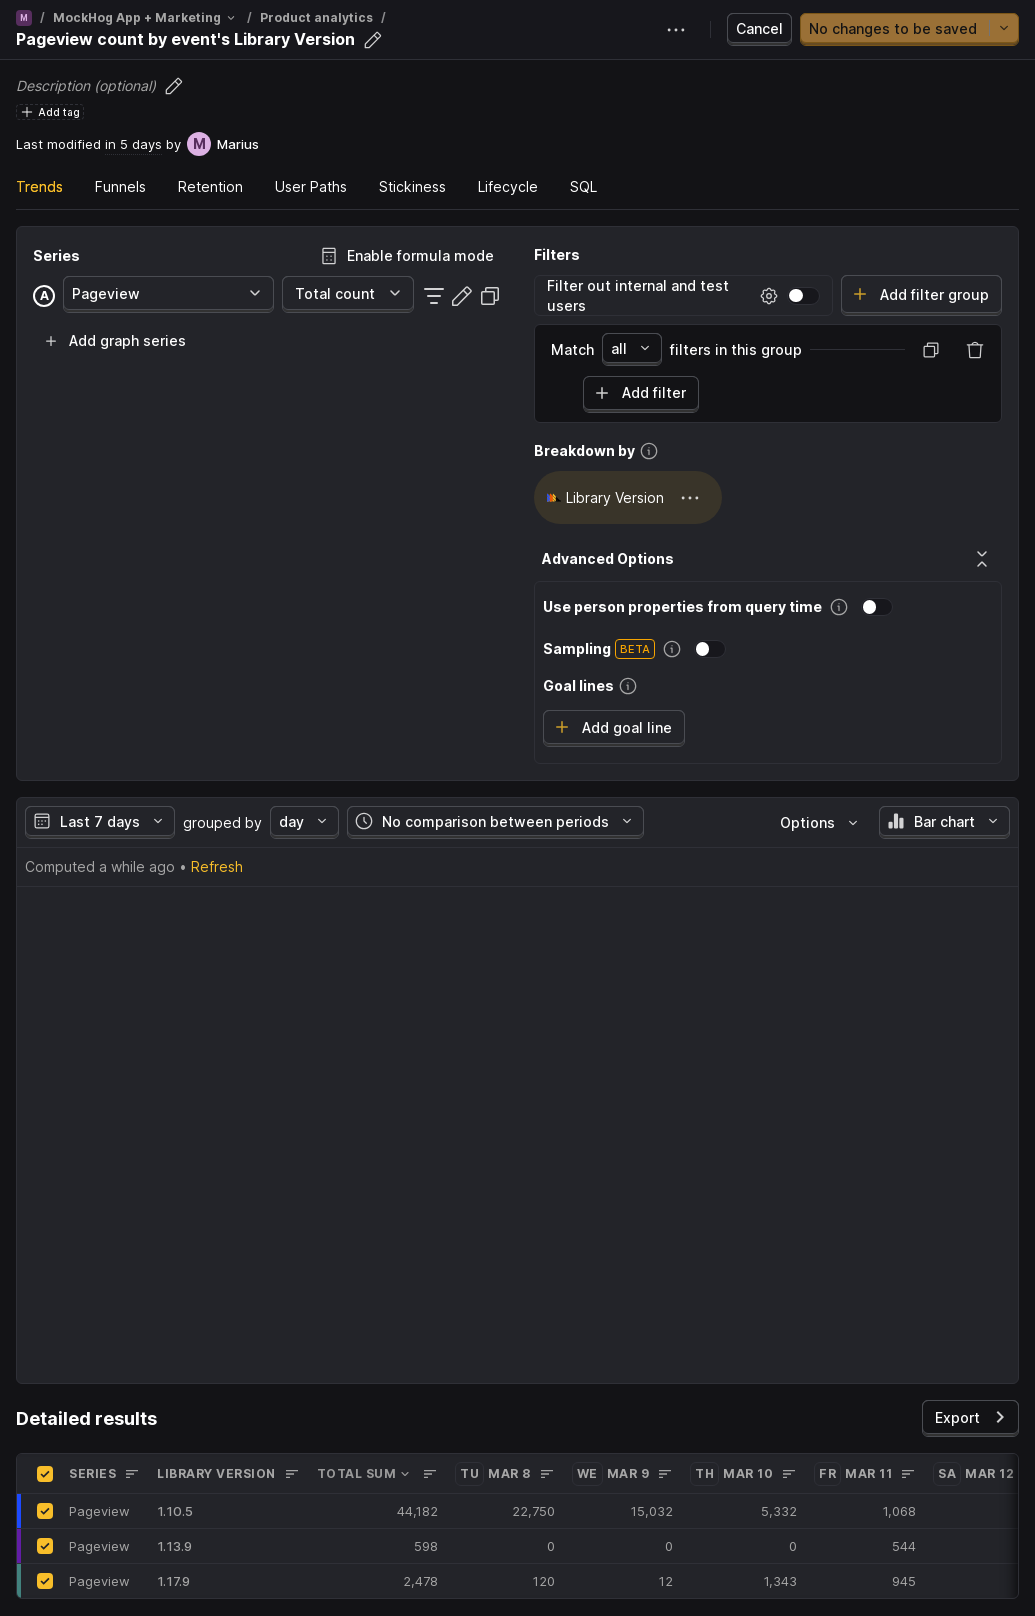 M / MockHog App + Marketing / Product analytics /
Pageview count by event's Library Version
Cancel
No changes to be saved
Description (optional)
Add tag
Last modified in 5 days by M Marius
Trends Funnels Retention User Paths Stickiness Lifecycle SQL
Series
Enable formula mode
A Pageview Total count
Add graph series
Filters
Filter out internal and test
users
Add filter group
Match all filters in this group
Add filter
Breakdown by
Library Version
Advanced Options
Use person properties from query time
Sampling BETA
Goal lines
Add goal line
Last 7 days grouped by day No comparison between periods Options Bar chart
Computed a while ago • Refresh
Detailed results
Export
SERIES LIBRARY VERSION TOTAL SUM TU MAR 8 WE MAR 9 TH MAR 10 FR MAR 11 SA MAR 12
Pageview 1.10.5 44,182 22,750 15,032 5,332 1,068
Pageview 1.13.9 598 0 0 0 544
Pageview 1.17.9 2,478 120 12 1,343 945